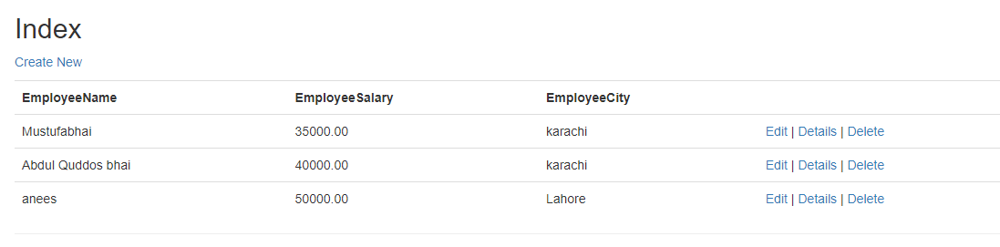 Index
Create New
EmployeeName EmployeeSalary EmployeeCity
Mustufabhai 35000.00 karachi Edit | Details | Delete
Abdul Quddos bhai 40000.00 karachi Edit | Details | Delete
anees 50000.00 Lahore Edit | Details | Delete